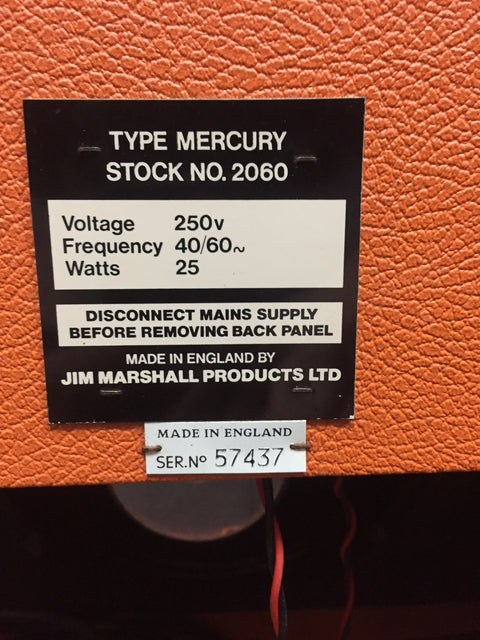 TYPE MERCURY
STOCK NO. 2060
Voltage 250v
Frequency 40/60~
Watts 25
DISCONNECT MAINS SUPPLY
BEFORE REMOVING BACK PANEL
MADE IN ENGLAND BY
JIM MARSHALL PRODUCTS LTD
MADE IN ENGLAND
SER.Nº 57437